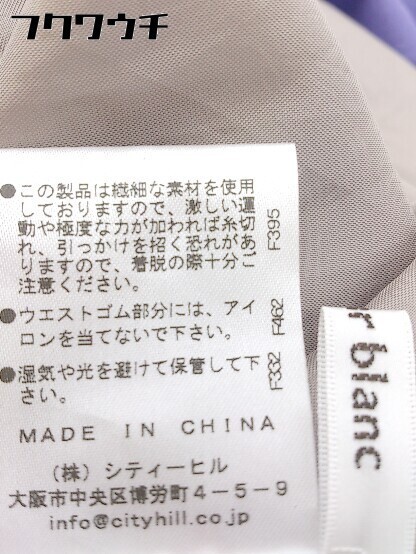 フクワウチ
●この製品は繊細な素材を使用
しておりますので、激しい運
動や極度な力が加われば糸切
れ、引っかけを招く恐れがあ
りますので、着脱の際十分ご
注意ください。
F395
●ウエストゴム部分には、アイ
ロンを当てないで下さい。
F462
●湿気や光を避けて保管して下
さい。
F332
MADE IN CHINA
(株) シティーヒル
大阪市中央区博労町4-5-9
info@cityhill.co.jp
r blanc